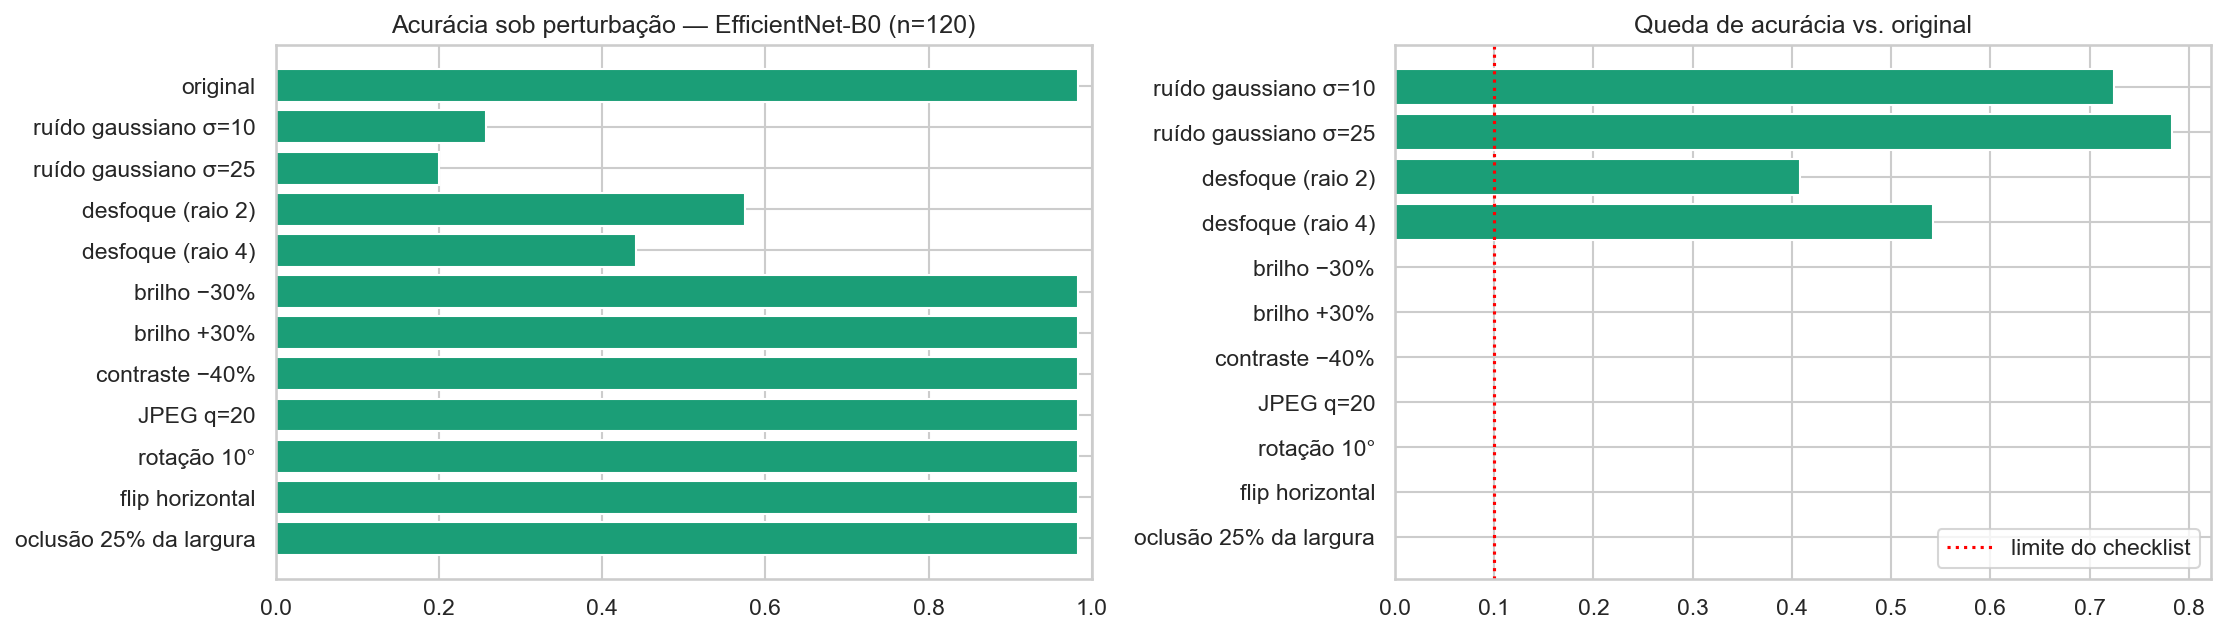 Acurácia sob perturbação — EfficientNet-B0 (n=120)
original
ruído gaussiano σ=10
ruído gaussiano σ=25
desfoque (raio 2)
desfoque (raio 4)
brilho −30%
brilho +30%
contraste −40%
JPEG q=20
rotação 10°
flip horizontal
oclusão 25% da largura
0.0 0.2 0.4 0.6 0.8 1.0
Queda de acurácia vs. original
ruído gaussiano σ=10
ruído gaussiano σ=25
desfoque (raio 2)
desfoque (raio 4)
brilho −30%
brilho +30%
contraste −40%
JPEG q=20
rotação 10°
flip horizontal
oclusão 25% da largura
limite do checklist
0.0 0.1 0.2 0.3 0.4 0.5 0.6 0.7 0.8